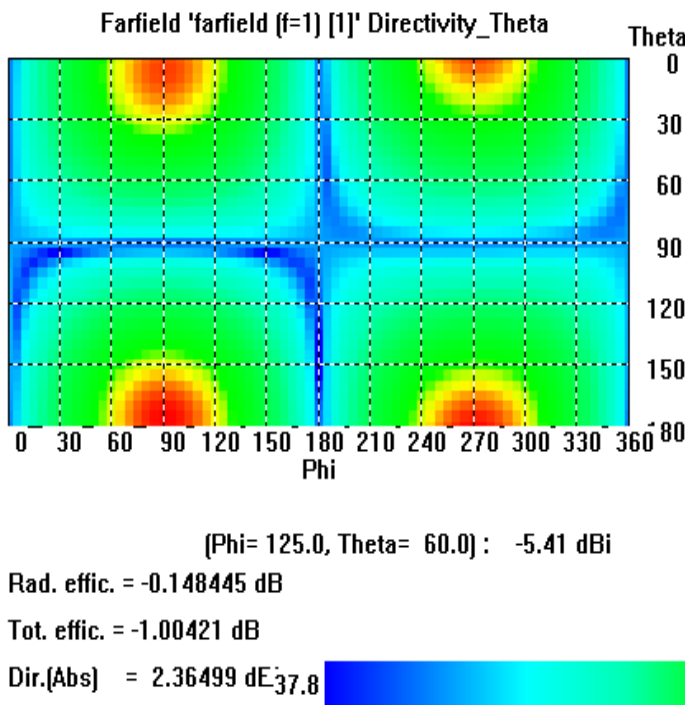 Farfield 'farfield (f=1) [1]' Directivity_Theta
Theta
0
30
60
90
120
150
180
0 30 60 90 120 150 180 210 240 270 300 330 360
Phi
(Phi= 125.0, Theta= 60.0) : -5.41 dBi
Rad. effic. = -0.148445 dB
Tot. effic. = -1.00421 dB
Dir.(Abs) = 2.36499 dE
-37.8